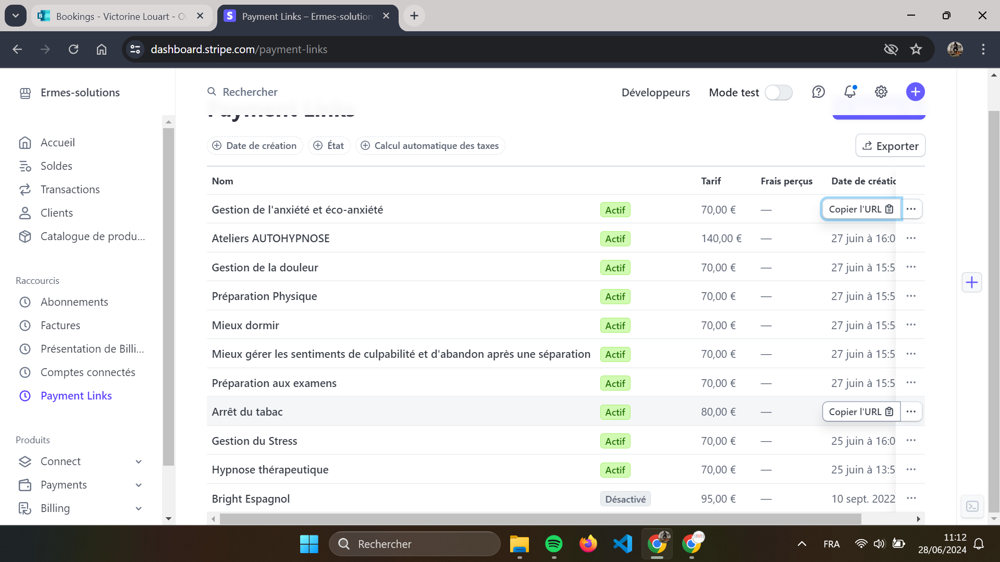 Bookings - Victorine Louart - O
Payment Links – Ermes-solution
dashboard.stripe.com/payment-links
Ermes-solutions
Rechercher
Développeurs
Mode test
Payment Links
Accueil
Soldes
Transactions
Clients
Catalogue de produ...
Raccourcis
Abonnements
Factures
Présentation de Billi...
Comptes connectés
Payment Links
Produits
Connect
Payments
Billing
Date de création
État
Calcul automatique des taxes
Exporter
Nom Tarif Frais perçus Date de créatio
Gestion de l'anxiété et éco-anxiété Actif 70,00 € — Copier l'URL ...
Ateliers AUTOHYPNOSE Actif 140,00 € — 27 juin à 16:0 ...
Gestion de la douleur Actif 70,00 € — 27 juin à 15:5 ...
Préparation Physique Actif 70,00 € — 27 juin à 15:5 ...
Mieux dormir Actif 70,00 € — 27 juin à 15:5 ...
Mieux gérer les sentiments de culpabilité et d'abandon après une séparation Actif 70,00 € — 27 juin à 15:5 ...
Préparation aux examens Actif 70,00 € — 27 juin à 15:5 ...
Arrêt du tabac Actif 80,00 € — Copier l'URL ...
Gestion du Stress Actif 70,00 € — 25 juin à 16:0 ...
Hypnose thérapeutique Actif 70,00 € — 25 juin à 13:5 ...
Bright Espagnol Désactivé 95,00 € — 10 sept. 2022 ...
Rechercher
FRA
11:12
28/06/2024